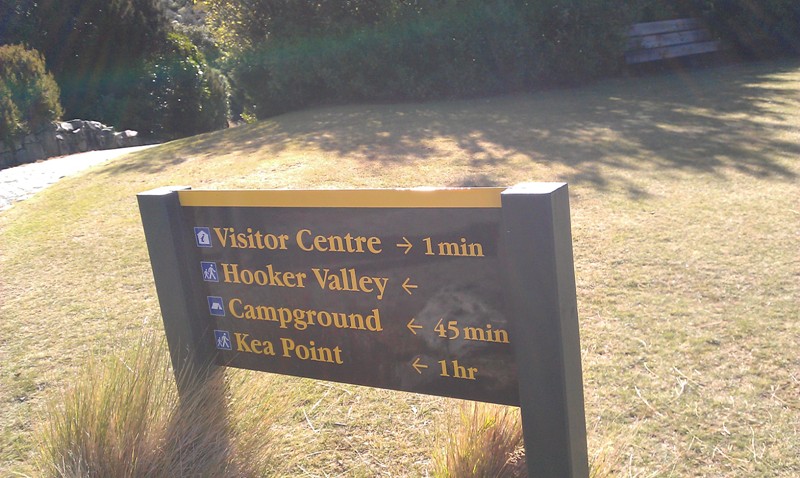 Visitor Centre → 1 min
Hooker Valley ←
Campground ← 45 min
Kea Point ← 1 hr